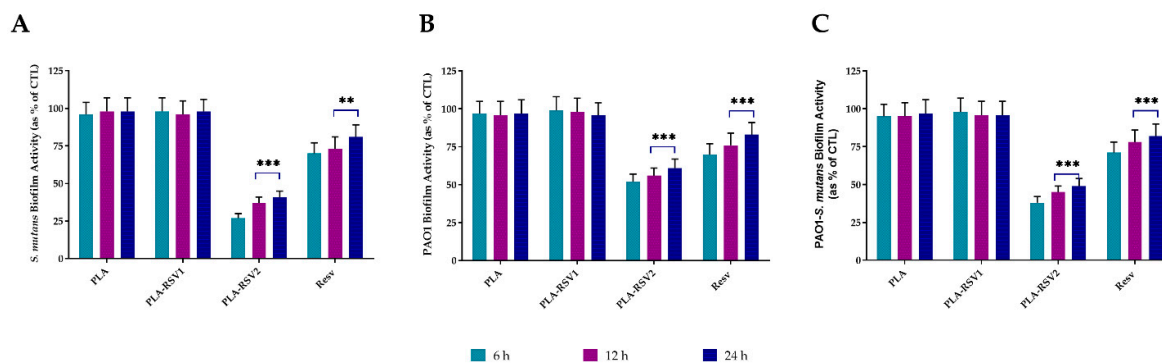 A
S. mutans Biofilm Activity (as % of CTL)
125
100
75
50
25
0
**
***
PLA
PLA-RSV1
PLA-RSV2
Resv
B
PAO1 Biofilm Activity (as % of CTL)
125
100
75
50
25
0
***
***
PLA
PLA-RSV1
PLA-RSV2
Resv
C
PAO1-S. mutans Biofilm Activity
(as % of CTL)
125
100
75
50
25
0
***
***
PLA
PLA-RSV1
PLA-RSV2
Resv
6 h 12 h 24 h